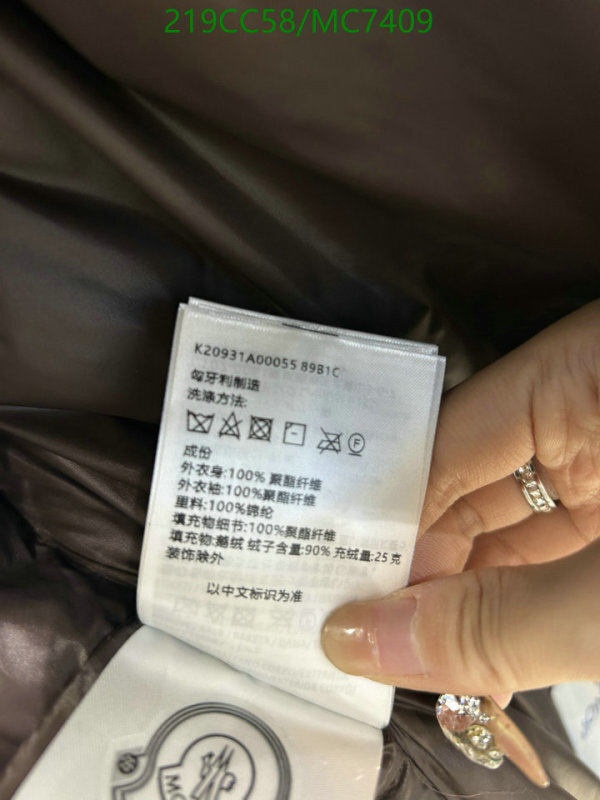 219CC58/MC7409
K20931A00055 89B1C
匈牙利制造
洗涤方法:
F
成份
外衣身:100% 聚酯纤维
外衣袖:100% 聚酯纤维
里料:100%锦纶
填充物细节:100%聚酯纤维
填充物:鹅绒 绒子含量:90% 充绒量:25 克
装饰除外
以中文标识为准
MO